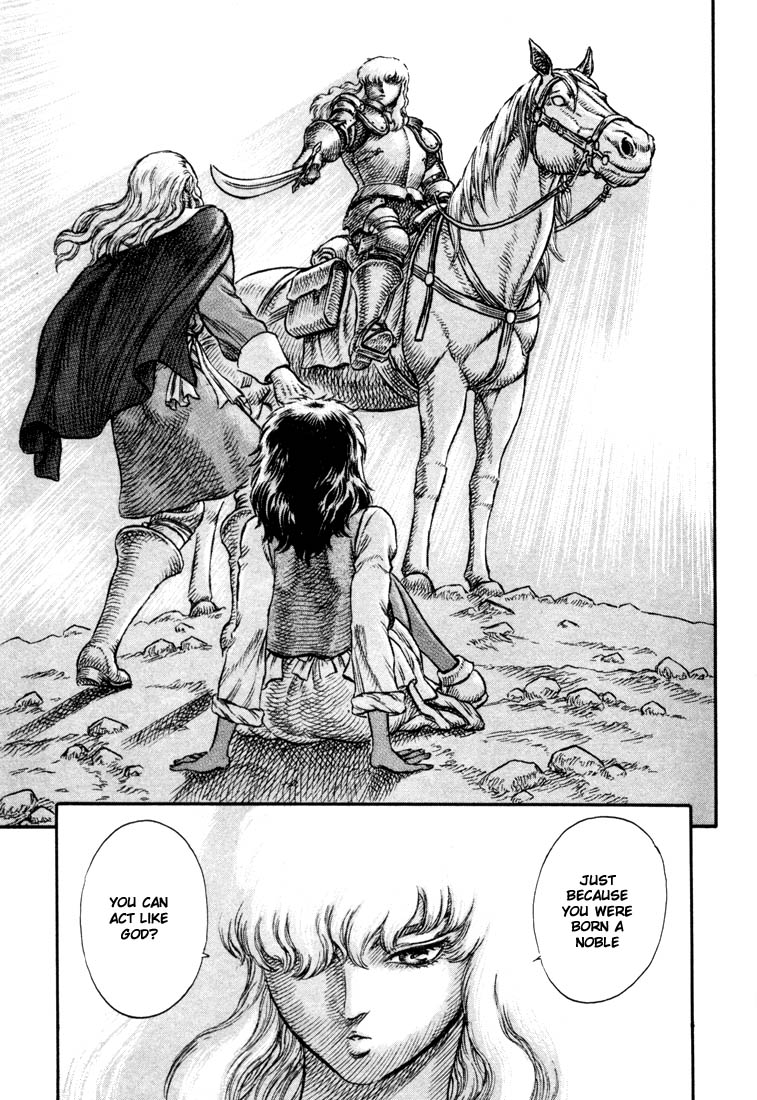 JUST
BECAUSE
YOU WERE
BORN A
NOBLE
YOU CAN
ACT LIKE
GOD?